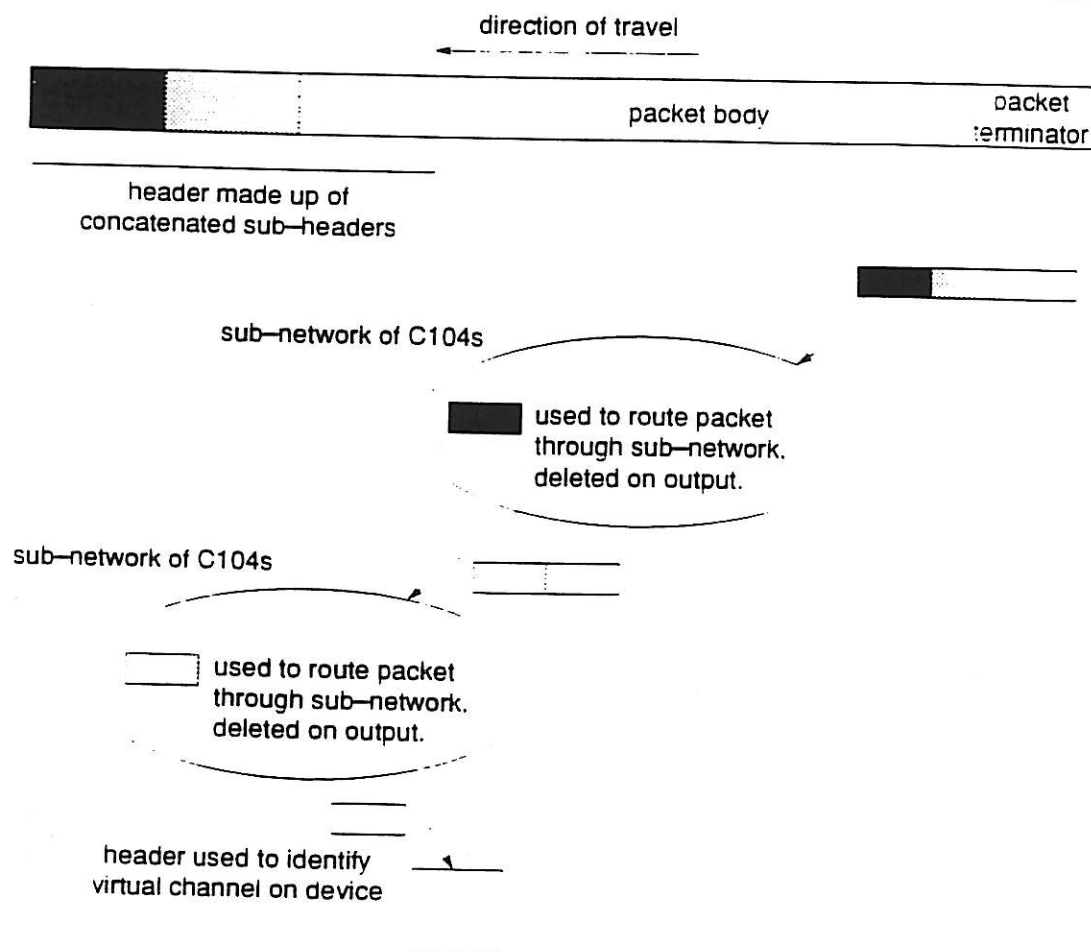 direction of travel
packet body
packet
terminator
header made up of
concatenated sub–headers
sub–network of C104s
used to route packet
through sub–network.
deleted on output.
sub–network of C104s
used to route packet
through sub–network.
deleted on output.
header used to identify
virtual channel on device